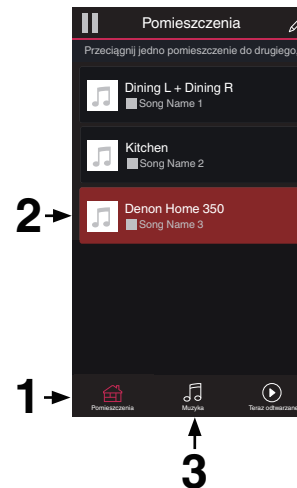 Pomieszczenia
Przeciągnij jedno pomieszczenie do drugiego,
Dining L + Dining R
Song Name 1
Kitchen
Song Name 2
2
Denon Home 350
Song Name 3
1
Pomieszczenia
Muzyka
Teraz odtwarzane
3